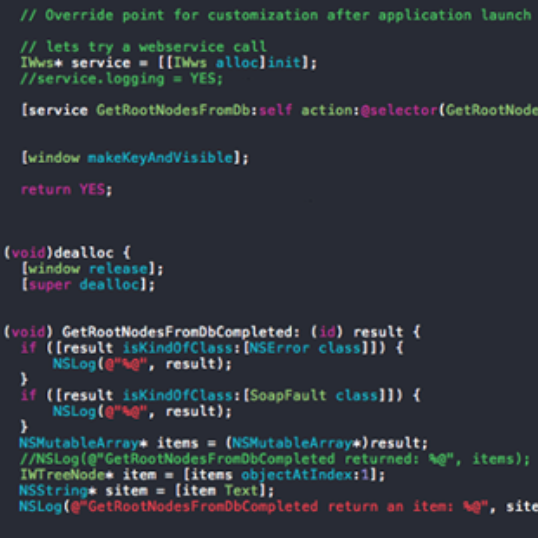 // Override point for customization after application launch
// lets try a webservice call
IWws* service = [[IWws alloc]init];
//service.logging = YES;
[service GetRootNodesFromDb:self action:@selector(GetRootNode
[window makeKeyAndVisible];
return YES;
(void)dealloc {
[window release];
[super dealloc];
(void) GetRootNodesFromDbCompleted: (id) result {
if ([result isKindOfClass:[NSError class]]) {
NSLog(@"%@", result);
}
if ([result isKindOfClass:[SoapFault class]]) {
NSLog(@"%@", result);
}
NSMutableArray* items = (NSMutableArray*)result;
//NSLog(@"GetRootNodesFromDbCompleted returned: %@", items);
IWTreeNode* item = [items objectAtIndex:1];
NSString* sitem = [item Text];
NSLog(@"GetRootNodesFromDbCompleted return an item: %@", site